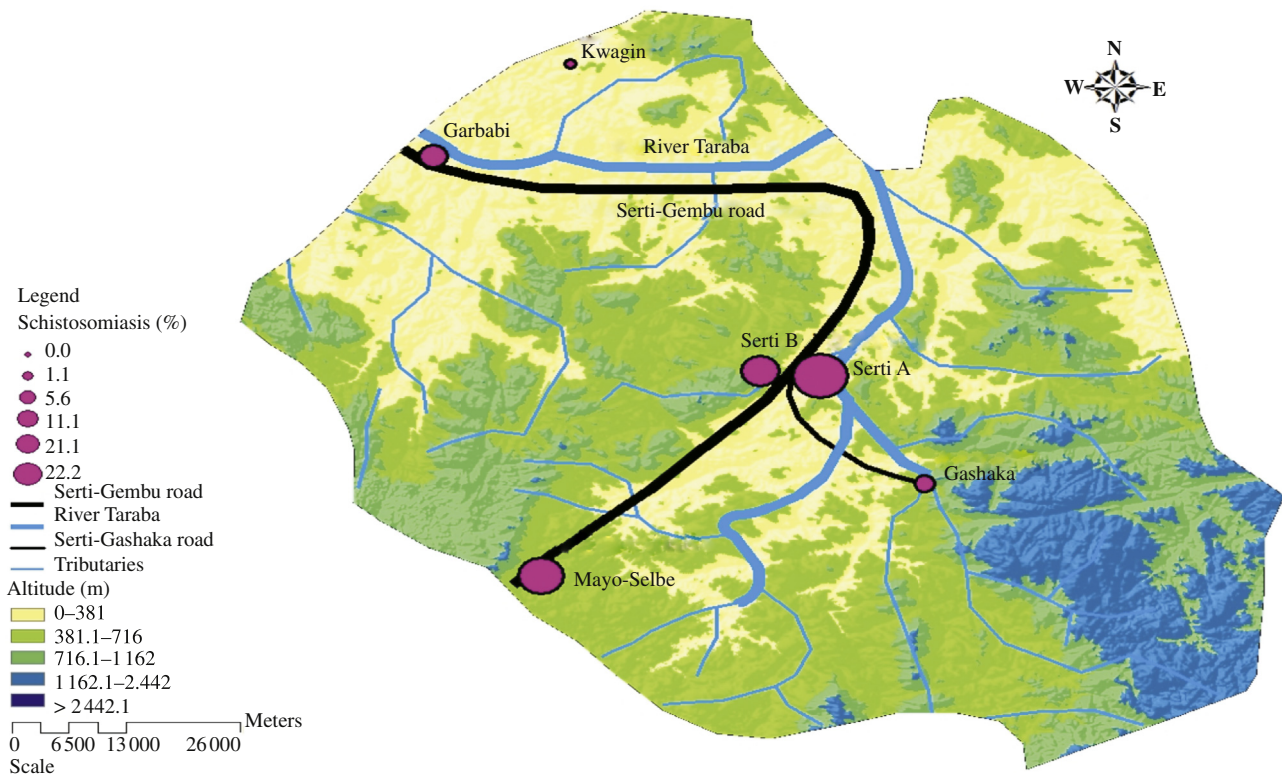 Kwagin
N
W E
S
Garbabi
River Taraba
Serti-Gembu road
Legend
Schistosomiasis (%)
0.0
1.1
5.6
11.1
21.1
22.2
Serti-Gembu road
River Taraba
Serti-Gashaka road
Tributaries
Altitude (m)
0–381
381.1–716
716.1–1 162
1 162.1–2.442
> 2 442.1
Meters
0 6 500 13 000 26 000
Scale
Serti B
Serti A
Gashaka
Mayo-Selbe